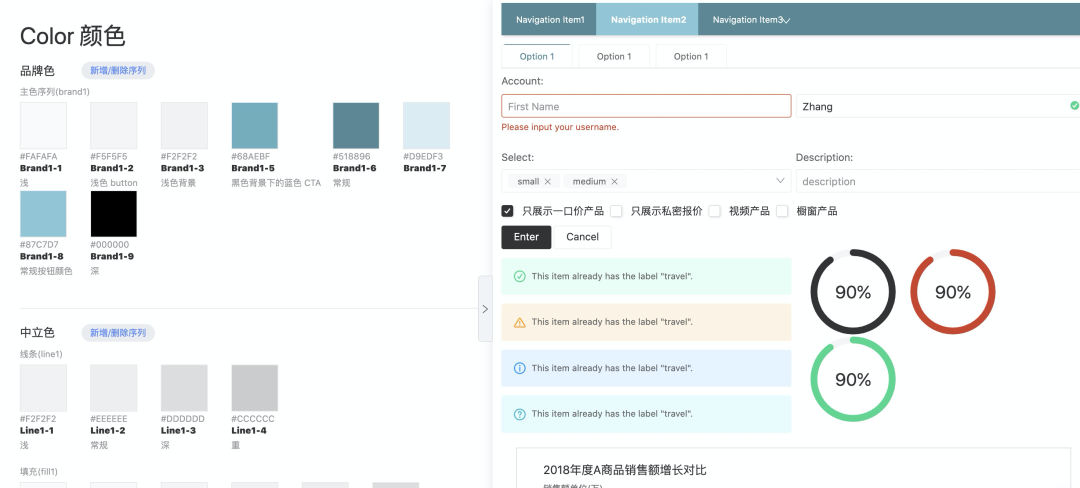 Color 颜色
品牌色
新增/删除序列
主色序列(brand1)
#FAFAFA
Brand1-1
浅
#F5F5F5
Brand1-2
浅色 button
#F2F2F2
Brand1-3
浅色背景
#68AEBF
Brand1-5
黑色背景下的蓝色 CTA
#518896
Brand1-6
常规
#D9EDF3
Brand1-7
#87C7D7
Brand1-8
常规按钮颜色
#000000
Brand1-9
深
中立色
新增/删除序列
线条(line1)
#F2F2F2
Line1-1
浅
#EEEEEE
Line1-2
常规
#DDDDDD
Line1-3
深
#CCCCCC
Line1-4
重
填充(fill1)
Navigation Item1
Navigation Item2
Navigation Item3
Option 1
Option 1
Option 1
Account:
First Name
Zhang
Please input your username.
Select:
Description:
small
medium
description
只展示一口价产品
只展示私密报价
视频产品
橱窗产品
Enter
Cancel
This item already has the label "travel".
This item already has the label "travel".
This item already has the label "travel".
This item already has the label "travel".
90%
90%
90%
2018年度A商品销售额增长对比
销售额单位(万)